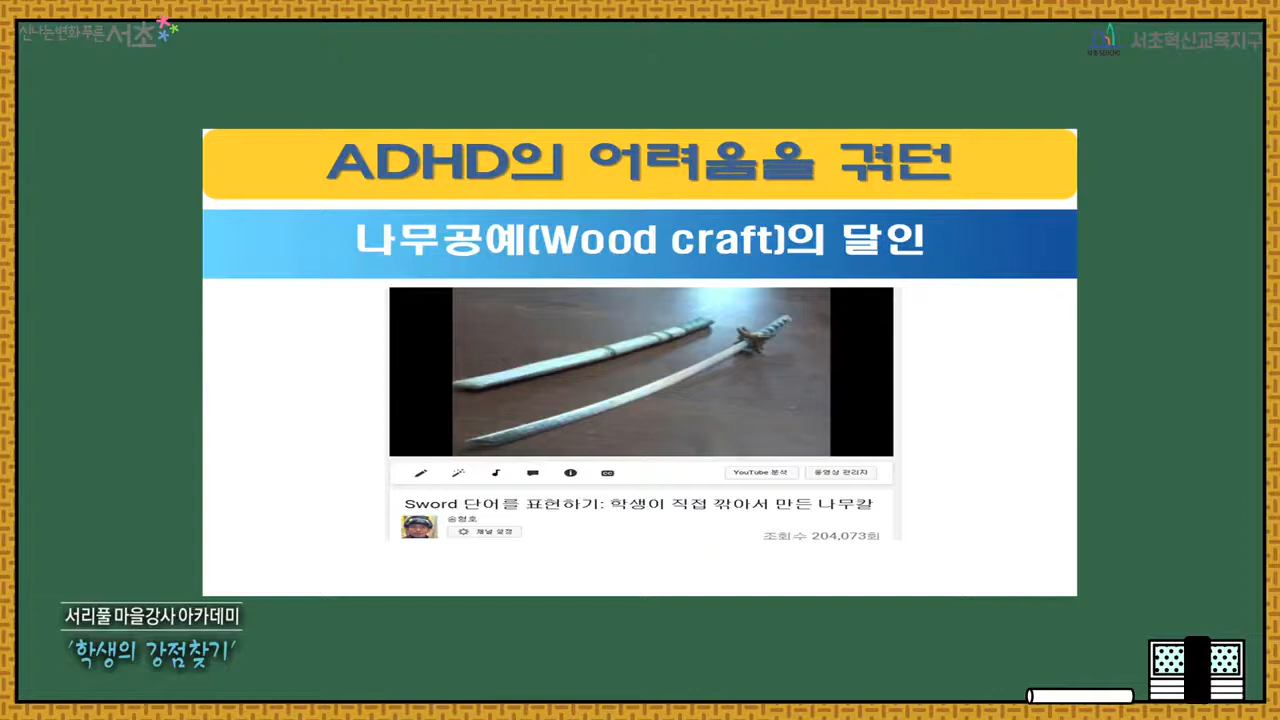 신나는 변화 푸른 서초
서초혁신교육지구
ADHD의 어려움을 겪던
나무공예(Wood craft)의 달인
YouTube 분석
동영상 관리자
Sword 단어를 표현하기: 학생이 직접 깎아서 만든 나무칼
송형호
채널 설정
조회수 204,073회
서리풀 마을강사 아카데미
'학생의 강점찾기'